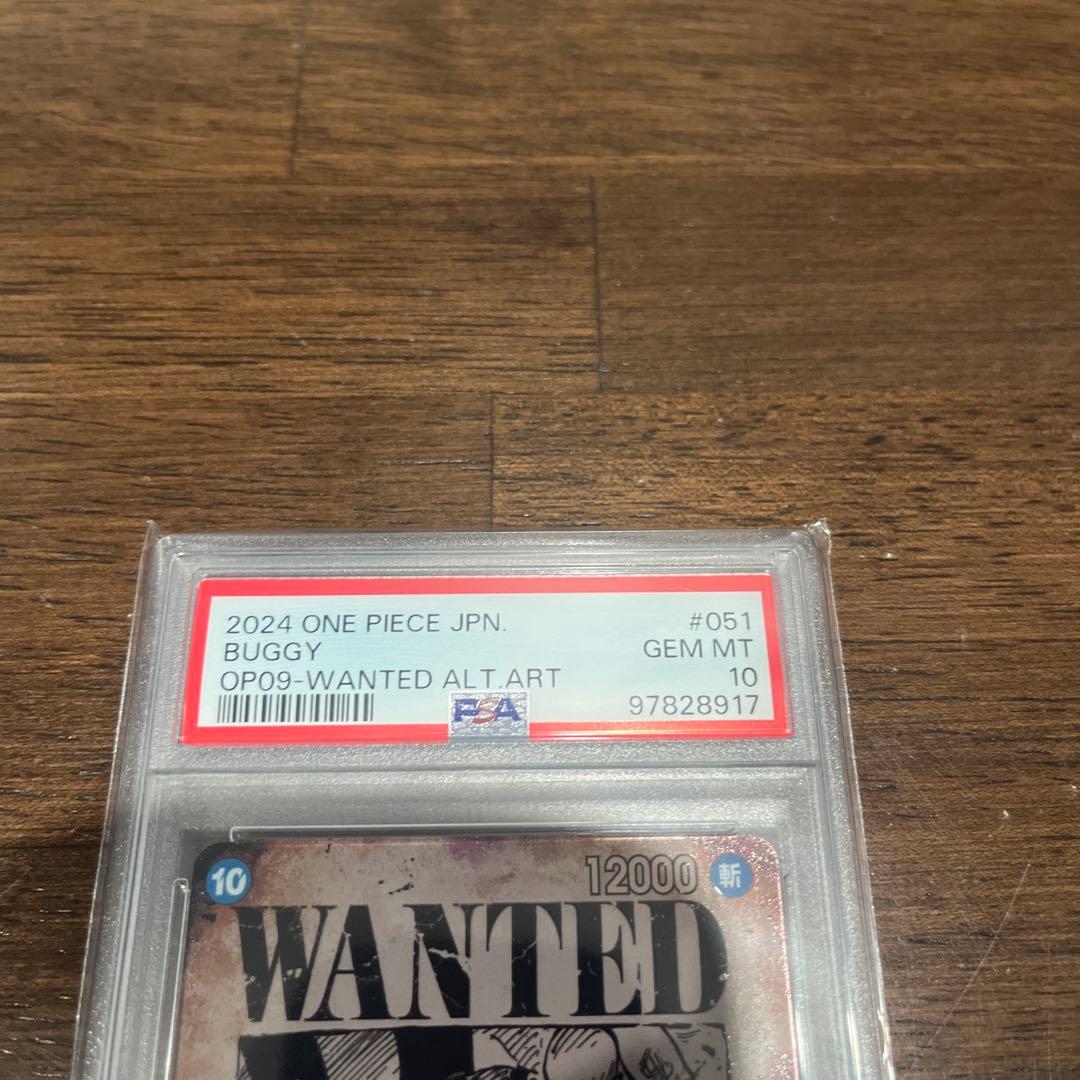 2024 ONE PIECE JPN. #051
BUGGY GEM MT
OP09-WANTED ALT.ART 10
PSA 97828917
10 12000 斬
WANTED